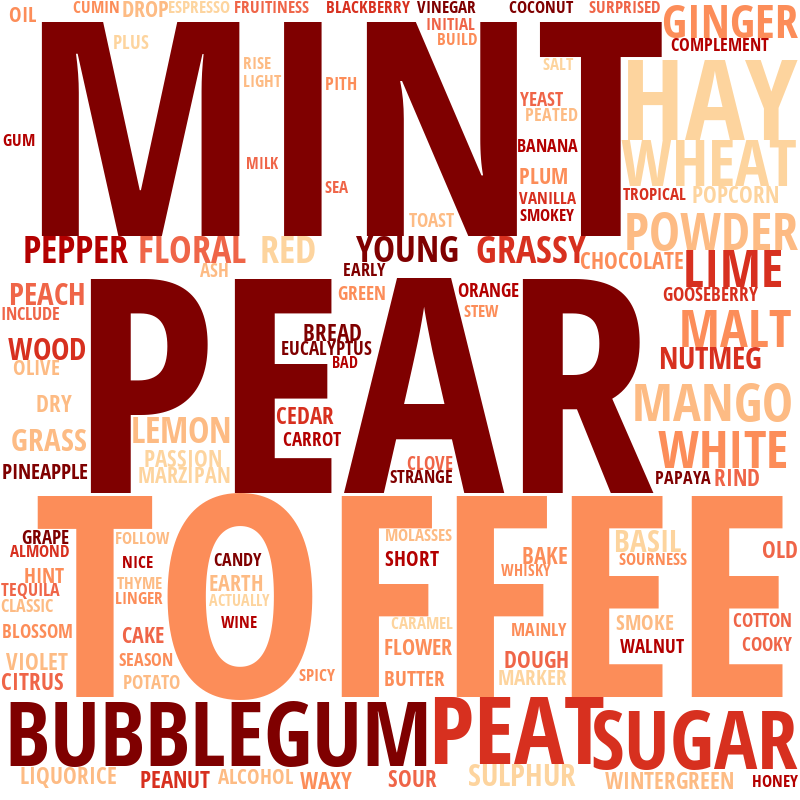 OIL
CUMIN
DROP
ESPRESSO
FRUITINESS
BLACKBERRY
VINEGAR
COCONUT
SURPRISED
GINGER
INITIAL
PLUS
BUILD
COMPLEMENT
MINT
RISE
SALT
LIGHT
PITH
HAY
YEAST
PEATED
GUM
BANANA
WHEAT
MILK
PLUM
SEA
TROPICAL
POPCORN
VANILLA
SMOKEY
TOAST
POWDER
PEPPER
FLORAL
RED
YOUNG
GRASSY
CHOCOLATE
ASH
EARLY
LIME
PEACH
GREEN
ORANGE
GOOSEBERRY
INCLUDE
STEW
MALT
BREAD
WOOD
EUCALYPTUS
NUTMEG
OLIVE
BAD
PEAR
DRY
MANGO
CEDAR
LEMON
GRASS
CARROT
WHITE
PASSION
CLOVE
PINEAPPLE
MARZIPAN
STRANGE
PAPAYA
RIND
TOFFEE
GRAPE
FOLLOW
MOLASSES
BASIL
ALMOND
NICE
CANDY
SHORT
BAKE
SOURNESS
OLD
HINT
WHISKY
TEQUILA
THYME
EARTH
CLASSIC
LINGER
ACTUALLY
BLOSSOM
CAKE
WINE
CARAMEL
MAINLY
SMOKE
COTTON
FLOWER
WALNUT
COOKY
VIOLET
SEASON
DOUGH
CITRUS
POTATO
SPICY
BUTTER
MARKER
BUBBLEGUM
PEAT
SUGAR
LIQUORICE
PEANUT
ALCOHOL
WAXY
SOUR
SULPHUR
WINTERGREEN
HONEY